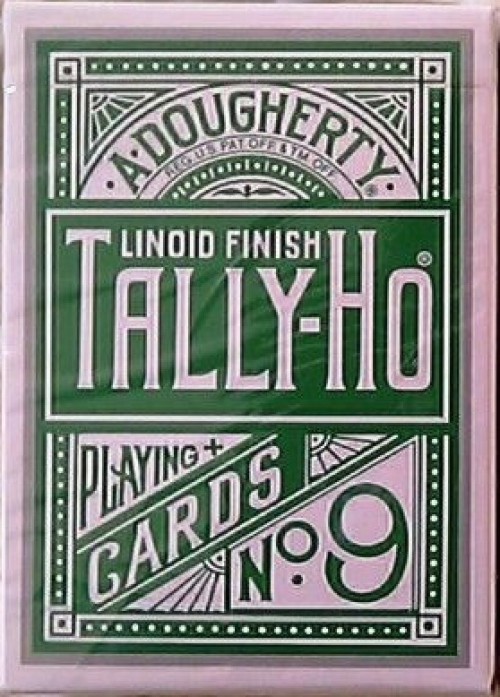 A·DOUGHERTY·
REG. U.S. PAT. OFF. & T.M. OFF.
®
LINOID FINISH
TALLY-HO®
PLAYING
CARDS
No. 9